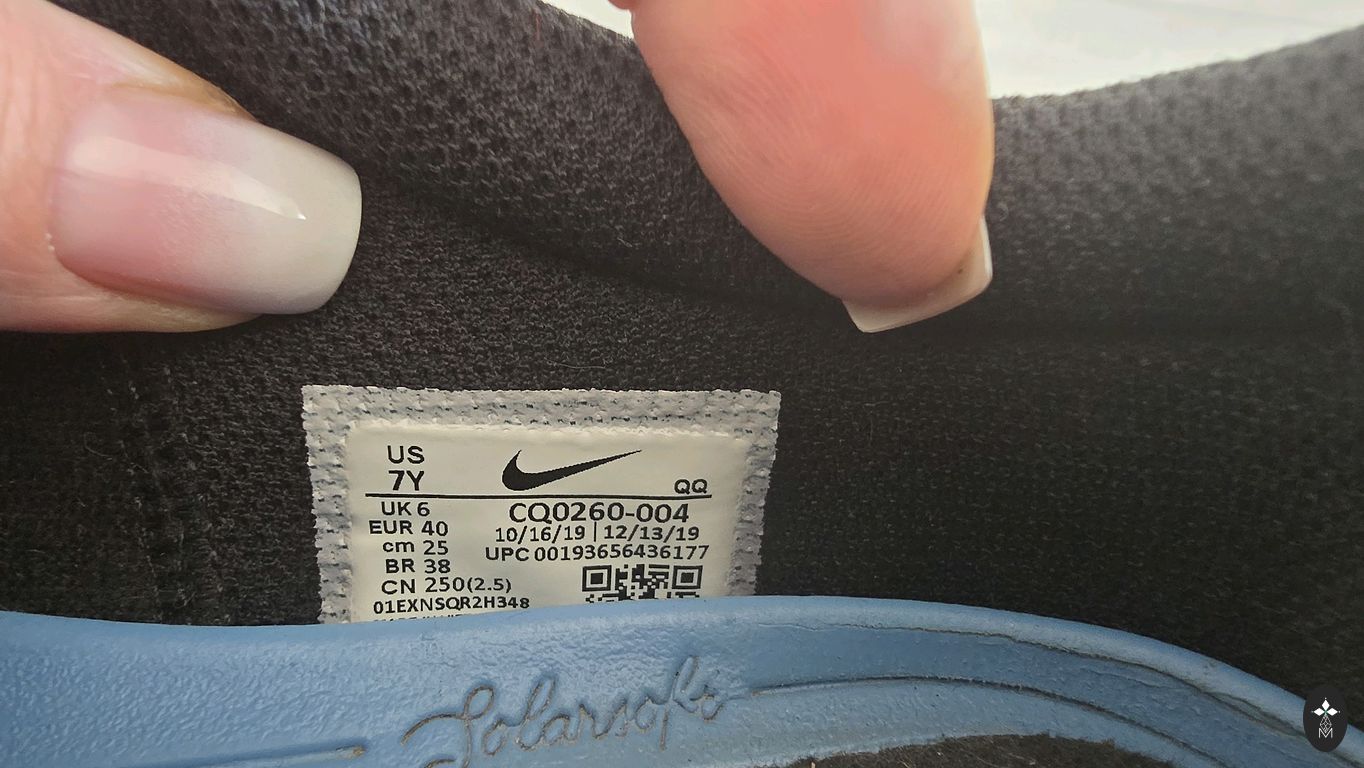 US
7Y
QQ
UK 6
EUR 40
cm 25
BR 38
CN 250(2.5)
01EXNSQR2H348
CQ0260-004
10/16/19 | 12/13/19
UPC 00193656436177
Solarsoft
M